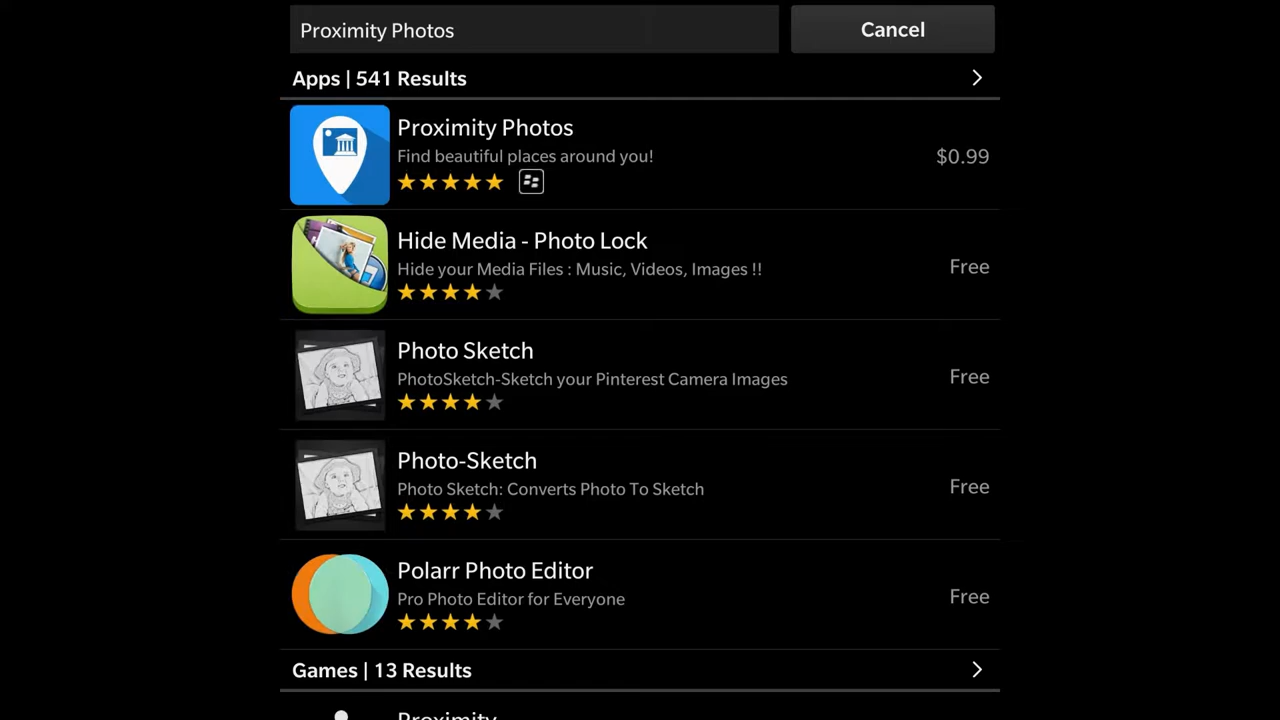 Proximity Photos
Cancel
Apps | 541 Results
Proximity Photos
Find beautiful places around you!
$0.99
Hide Media - Photo Lock
Hide your Media Files : Music, Videos, Images !!
Free
Photo Sketch
PhotoSketch-Sketch your Pinterest Camera Images
Free
Photo-Sketch
Photo Sketch: Converts Photo To Sketch
Free
Polarr Photo Editor
Pro Photo Editor for Everyone
Free
Games | 13 Results
Proximity